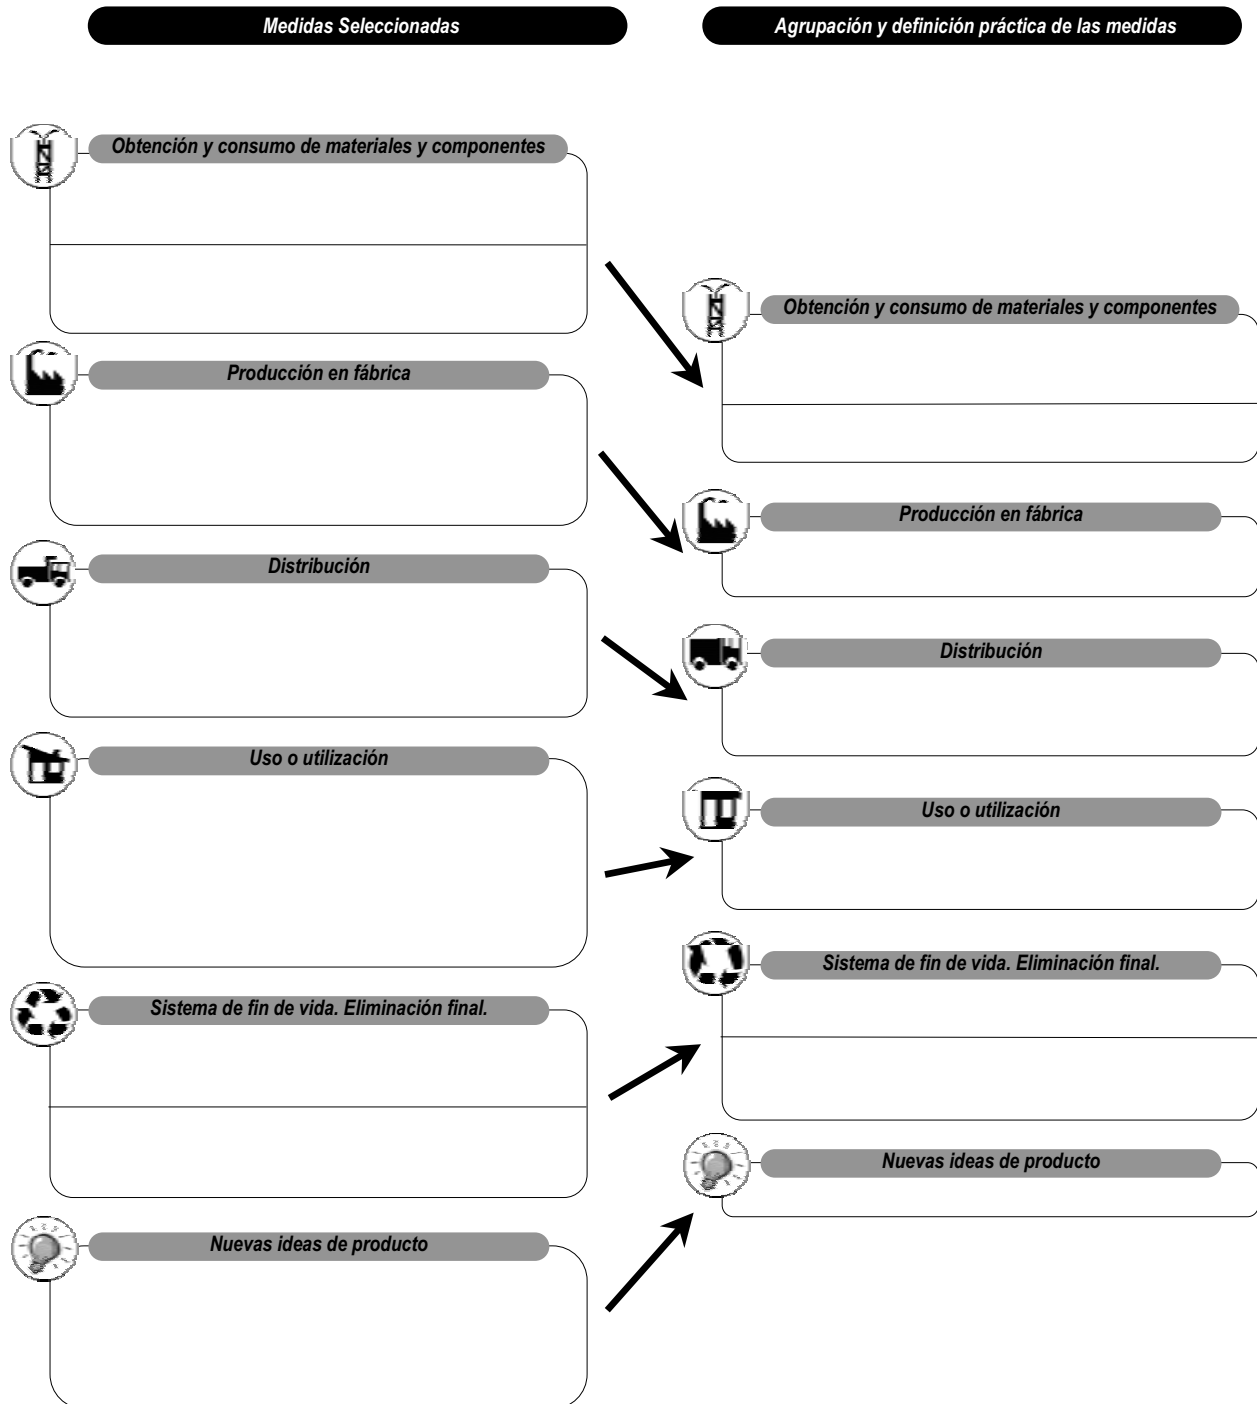 Medidas Seleccionadas
Obtención y consumo de materiales y componentes
Producción en fábrica
Distribución
Uso o utilización
Sistema de fin de vida. Eliminación final.
Nuevas ideas de producto
Agrupación y definición práctica de las medidas
Obtención y consumo de materiales y componentes
Producción en fábrica
Distribución
Uso o utilización
Sistema de fin de vida. Eliminación final.
Nuevas ideas de producto